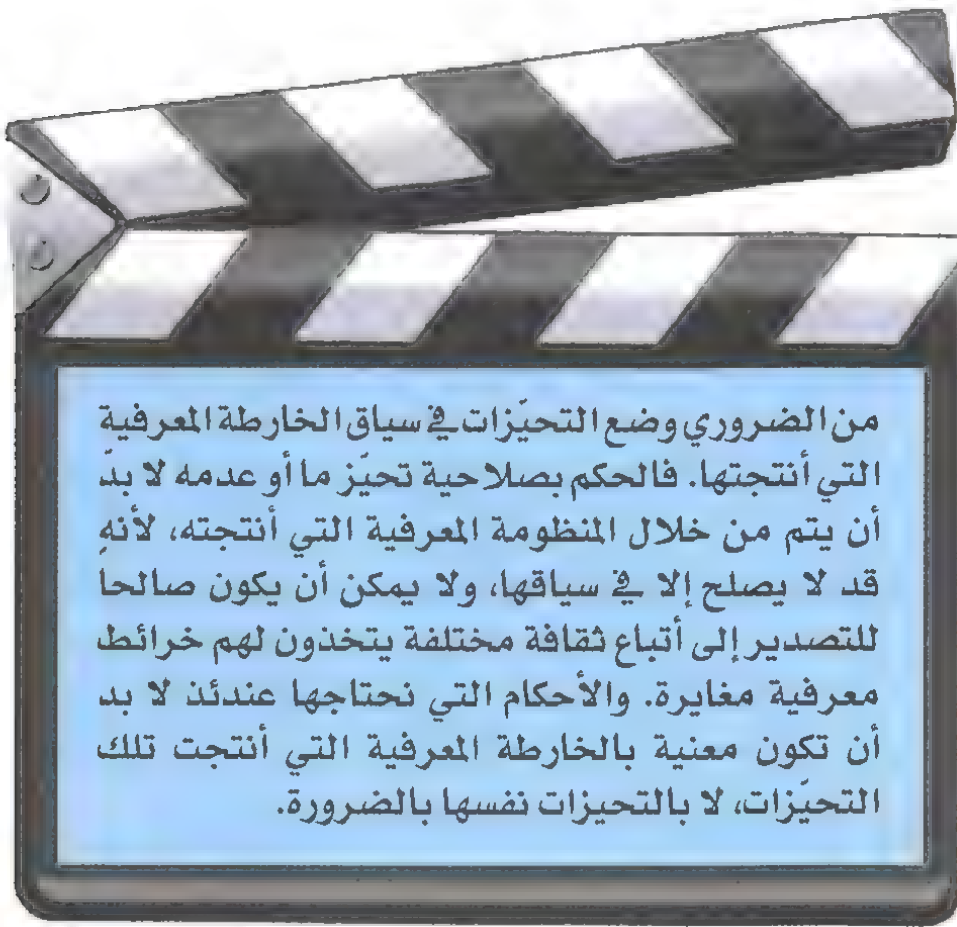 من الضروري وضع التحيّزات في سياق الخارطة المعرفية
التي أنتجتها. فالحكم بصلاحية تحيّز ما أو عدمه لا بدّ
أن يتم من خلال المنظومة المعرفية التي أنتجته، لأنه
قد لا يصلح إلا في سياقها، ولا يمكن أن يكون صالحاً
للتصدير إلى أتباع ثقافة مختلفة يتخذون لهم خرائط
معرفية مغايرة. والأحكام التي نحتاجها عندئذ لا بد
أن تكون معنية بالخارطة المعرفية التي أنتجت تلك
التحيّزات، لا بالتحيزات نفسها بالضرورة.